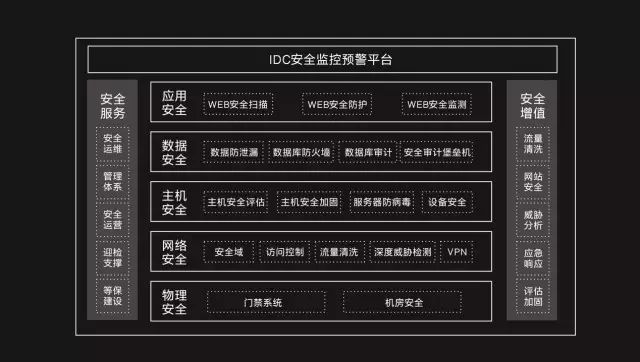 IDC安全监控预警平台
安全
服务
安全
运维
管理
体系
安全
运营
迎检
支撑
等保
建设
应用
安全
WEB安全扫描
WEB安全防护
WEB安全监测
数据
安全
数据防泄漏
数据库防火墙
数据库审计
安全审计堡垒机
主机
安全
主机安全评估
主机安全加固
服务器防病毒
设备安全
网络
安全
安全域
访问控制
流量清洗
深度威胁检测
VPN
物理
安全
门禁系统
机房安全
安全
增值
流量
清洗
网站
安全
威胁
分析
应急
响应
评估
加固